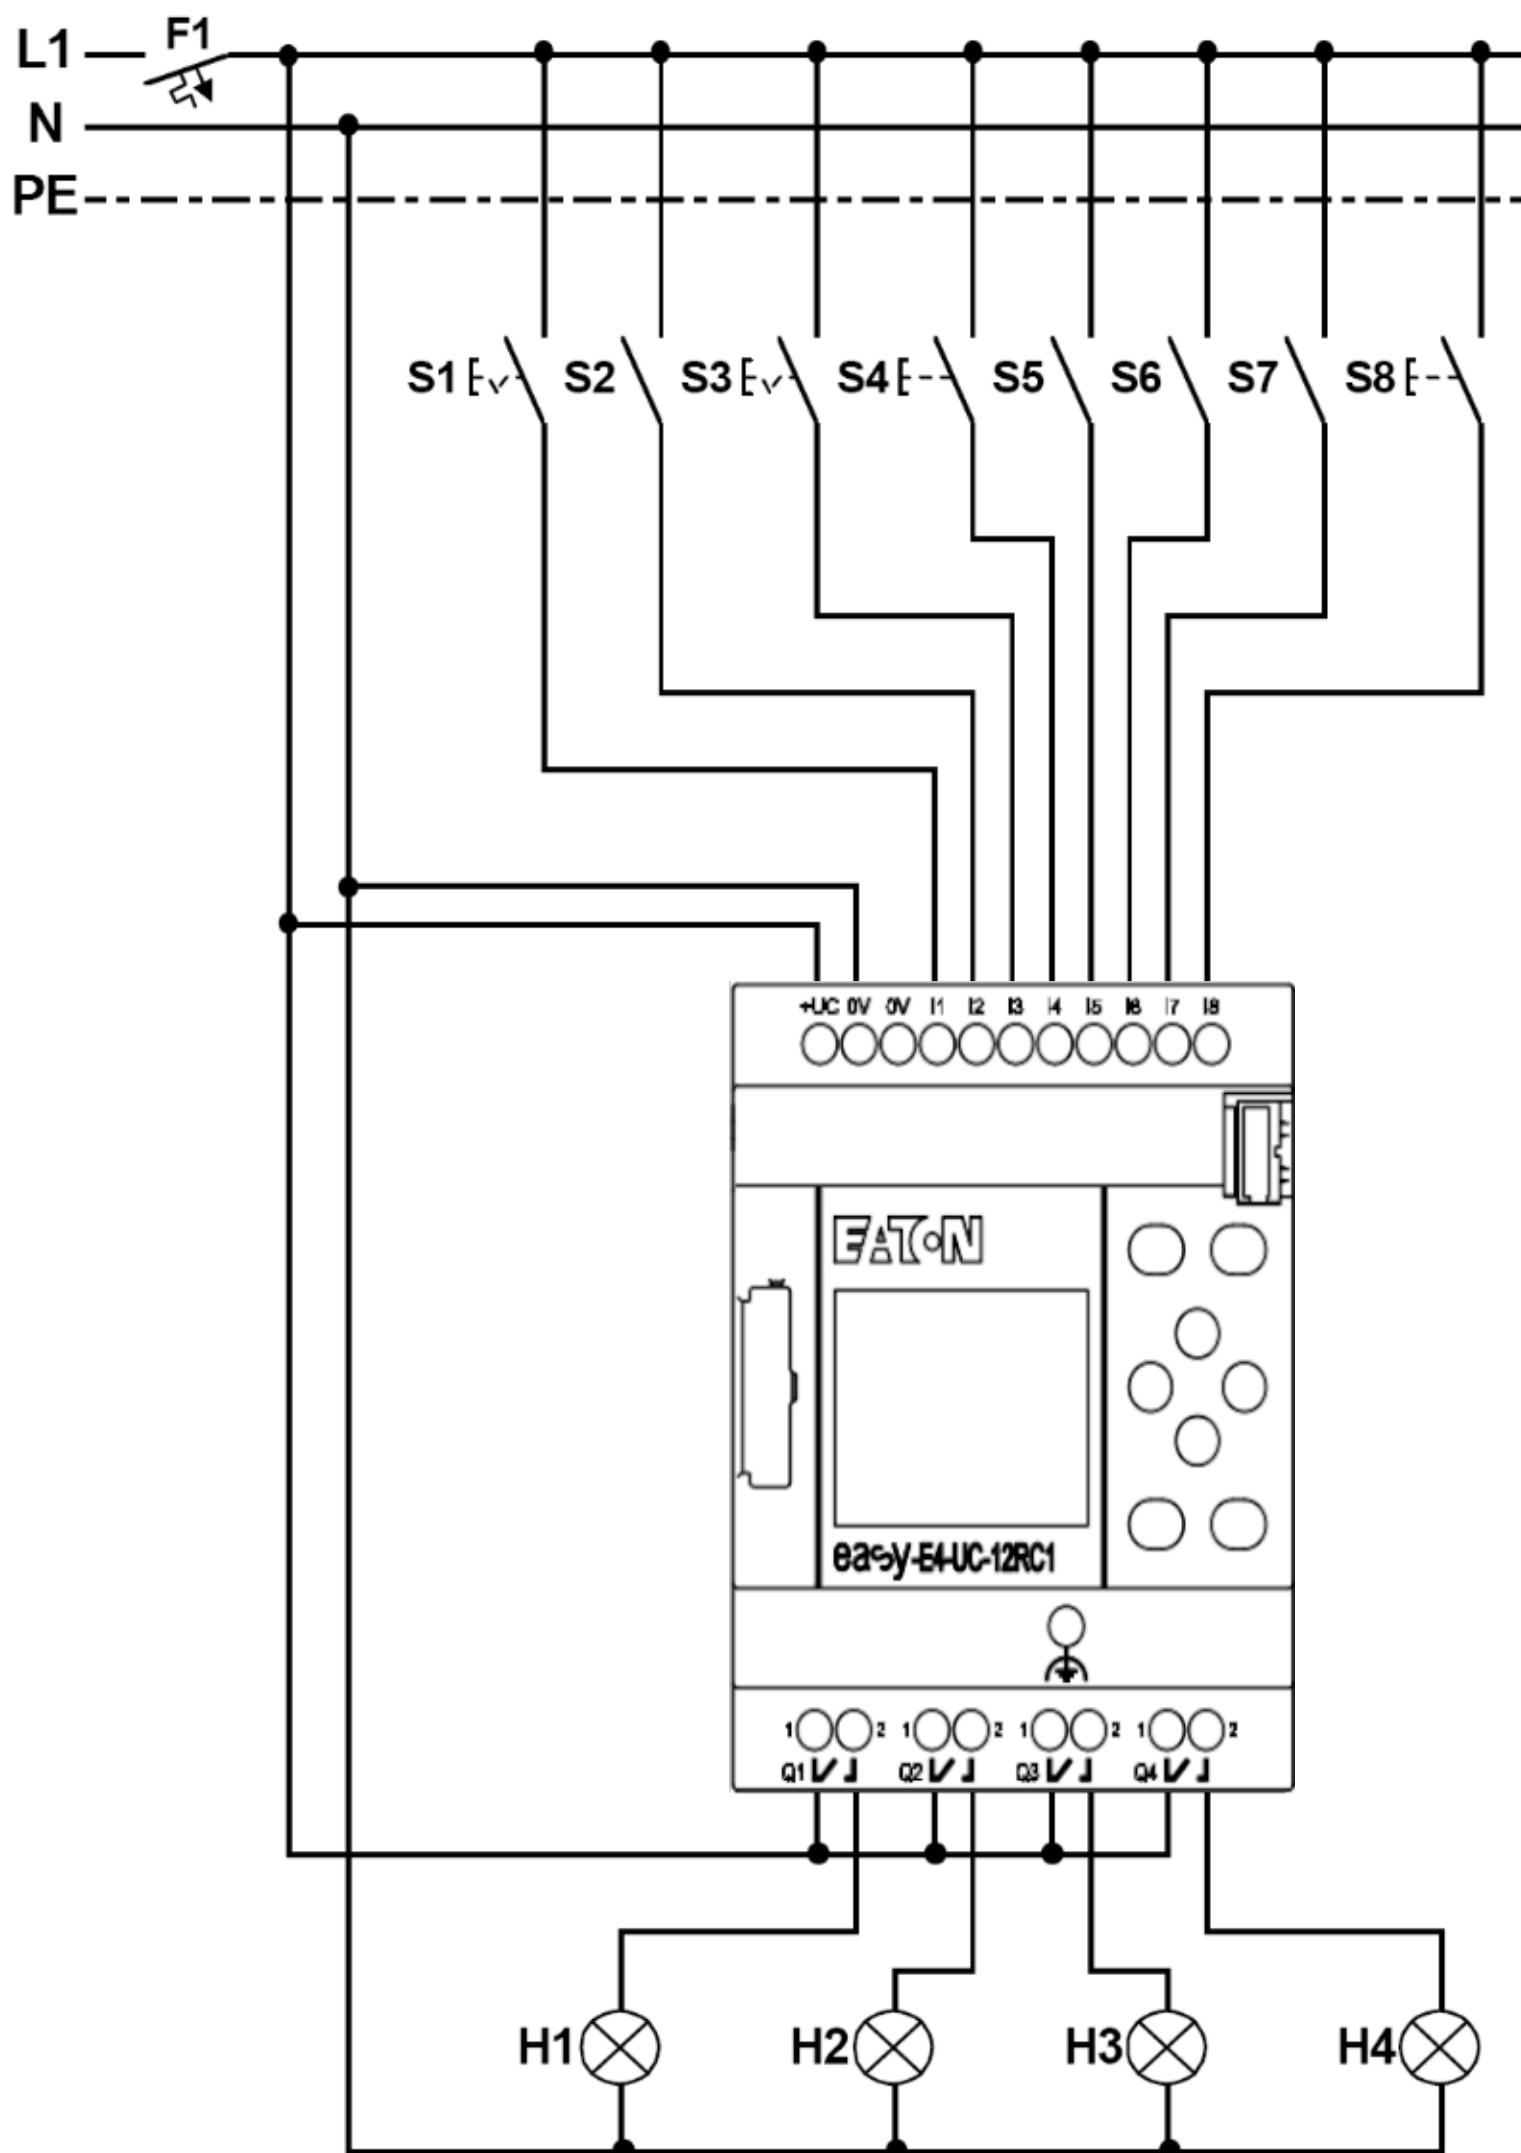 L1 F1
N
PE
S1 S2 S3 S4 S5 S6 S7 S8
+UC 0V 0V I1 I2 I3 I4 I5 I6 I7 I8
EATON
easy-E4-UC-12RC1
1 2 1 2 1 2 1 2
Q1 Q2 Q3 Q4
H1 H2 H3 H4